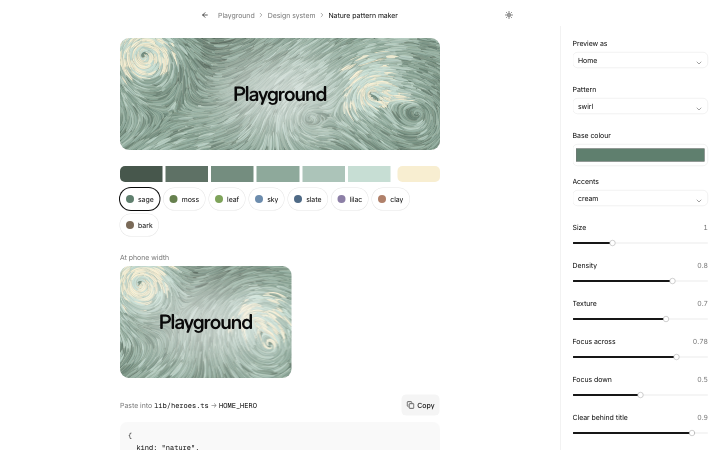 Playground > Design system > Nature pattern maker
Playground
sage
moss
leaf
sky
slate
lilac
clay
bark
At phone width
Playground
Paste into lib/heroes.ts → HOME_HERO
Copy
{
kind: "nature",
Preview as
Home
Pattern
swirl
Base colour
Accents
cream
Size 1
Density 0.8
Texture 0.7
Focus across 0.78
Focus down 0.5
Clear behind title 0.9